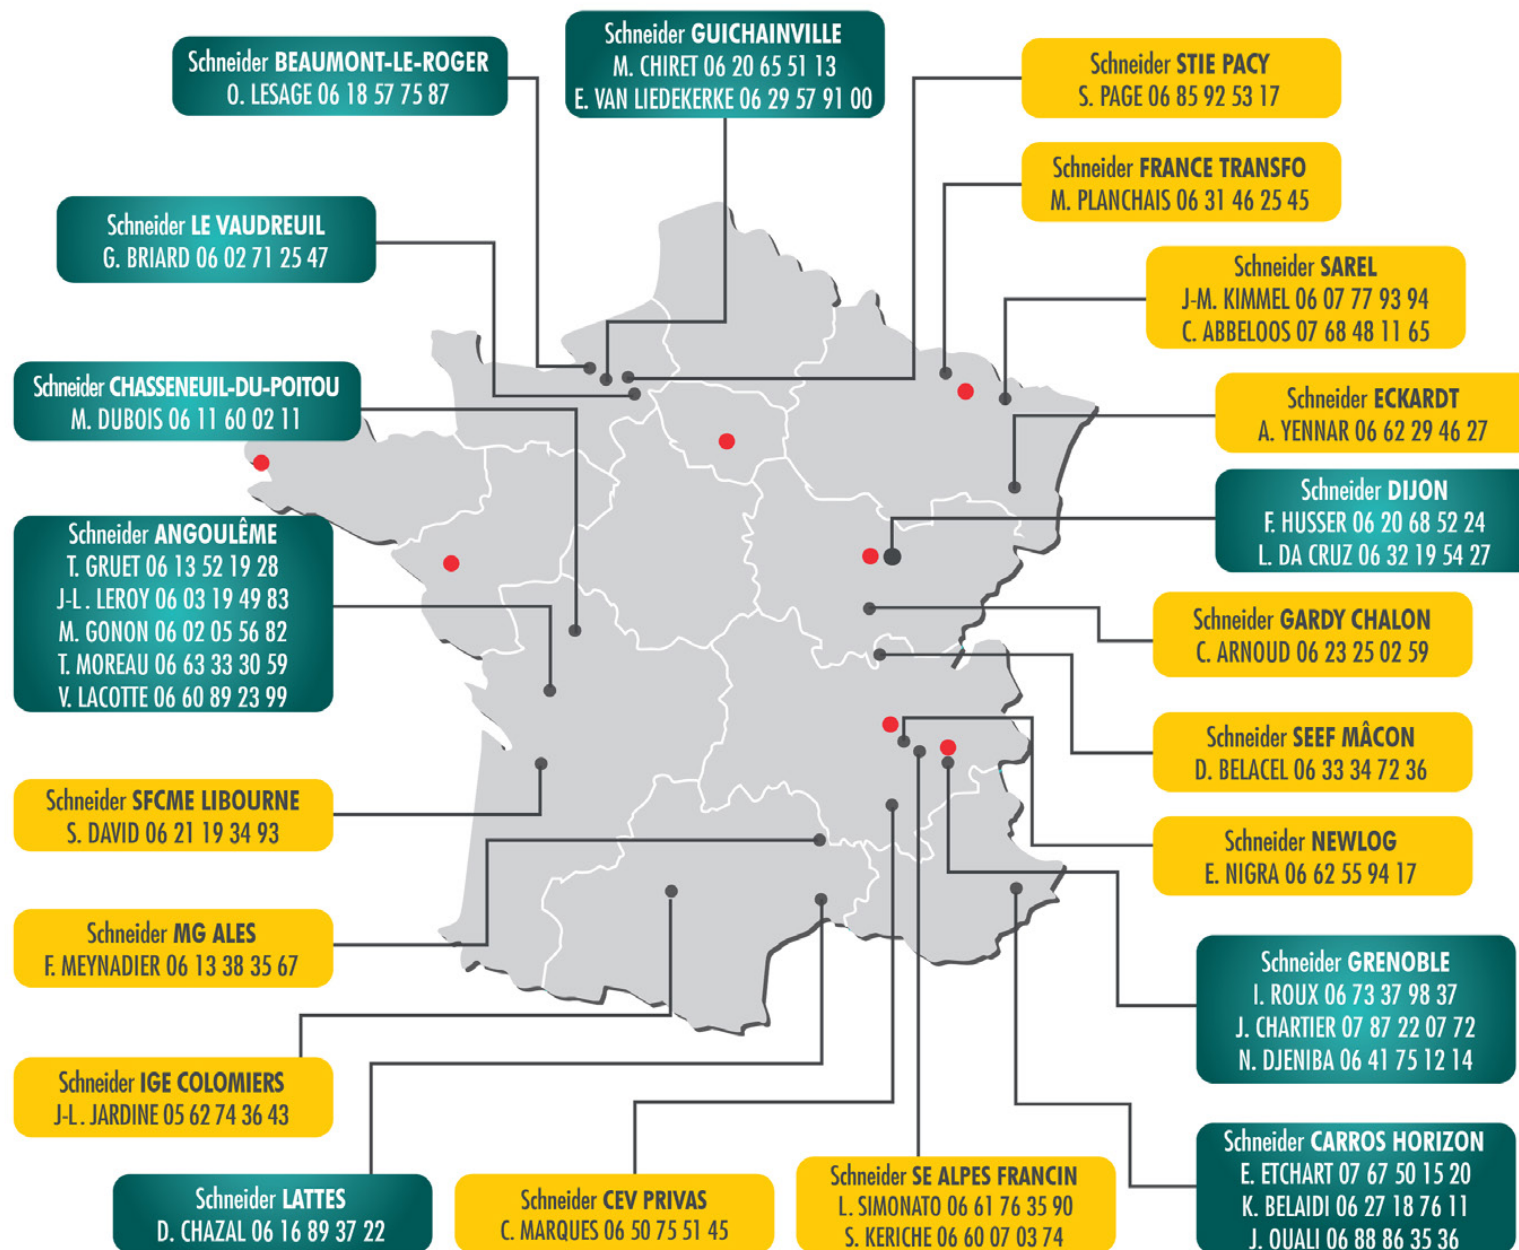 Schneider BEAUMONT-LE-ROGER
O. LESAGE 06 18 57 75 87
Schneider GUICHAINVILLE
M. CHIRET 06 20 65 51 13
E. VAN LIEDEKERKE 06 29 57 91 00
Schneider STIE PACY
S. PAGE 06 85 92 53 17
Schneider FRANCE TRANSFO
M. PLANCHAIS 06 31 46 25 45
Schneider LE VAUDREUIL
G. BRIARD 06 02 71 25 47
Schneider SAREL
J-M. KIMMEL 06 07 77 93 94
C. ABBELOOS 07 68 48 11 65
Schneider CHASSENEUIL-DU-POITOU
M. DUBOIS 06 11 60 02 11
Schneider ECKARDT
A. YENNAR 06 62 29 46 27
Schneider DIJON
F. HUSSER 06 20 68 52 24
L. DA CRUZ 06 32 19 54 27
Schneider ANGOULÊME
T. GRUET 06 13 52 19 28
J-L. LEROY 06 03 19 49 83
M. GONON 06 02 05 56 82
T. MOREAU 06 63 33 30 59
V. LACOTTE 06 60 89 23 99
Schneider GARDY CHALON
C. ARNOUD 06 23 25 02 59
Schneider SEEF MÂCON
D. BELACEL 06 33 34 72 36
Schneider SFCME LIBOURNE
S. DAVID 06 21 19 34 93
Schneider NEWLOG
E. NIGRA 06 62 55 94 17
Schneider MG ALES
F. MEYNADIER 06 13 38 35 67
Schneider GRENOBLE
I. ROUX 06 73 37 98 37
J. CHARTIER 07 87 22 07 72
N. DJENIBA 06 41 75 12 14
Schneider IGE COLOMIERS
J-L. JARDINE 05 62 74 36 43
Schneider CARROS HORIZON
E. ETCHART 07 67 50 15 20
K. BELAIDI 06 27 18 76 11
J. OUALI 06 88 86 35 36
Schneider LATTES
D. CHAZAL 06 16 89 37 22
Schneider CEV PRIVAS
C. MARQUES 06 50 75 51 45
Schneider SE ALPES FRANCIN
L. SIMONATO 06 61 76 35 90
S. KERICHE 06 60 07 03 74